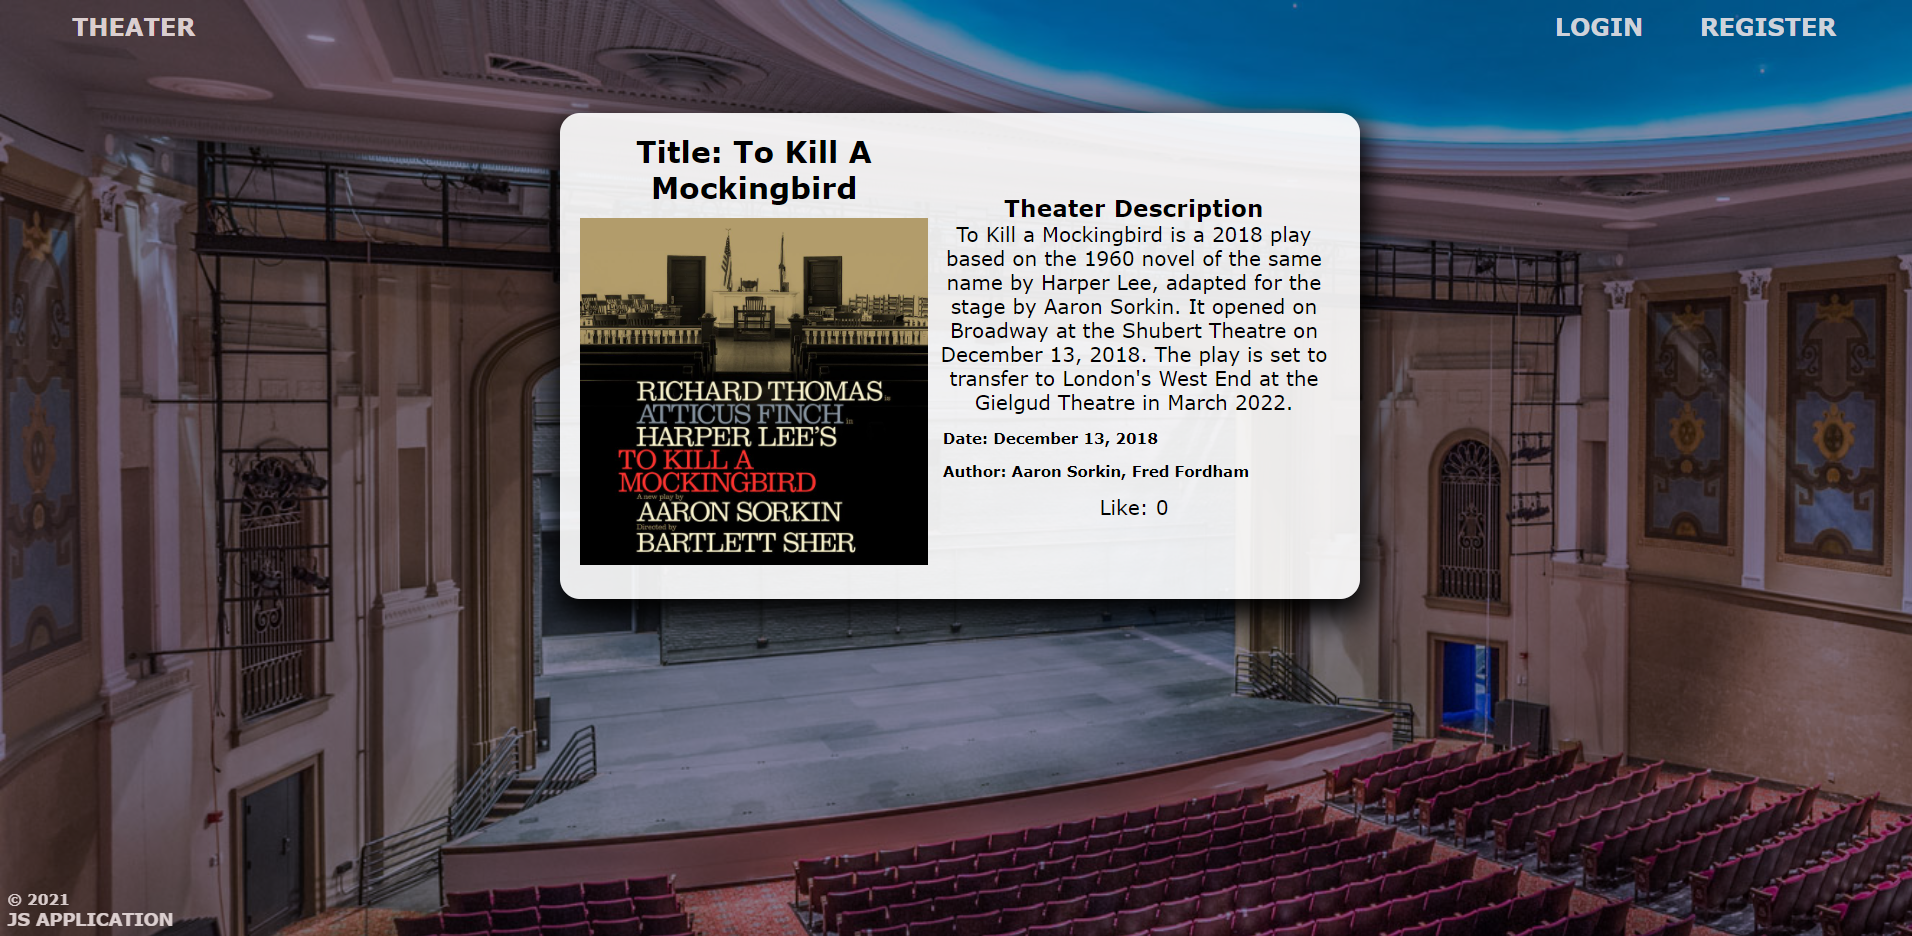 THEATER
LOGIN
REGISTER
Title: To Kill A
Mockingbird
RICHARD THOMAS is
ATTICUS FINCH in
HARPER LEE'S
TO KILL A
MOCKINGBIRD
A new play by
AARON SORKIN
Directed by
BARTLETT SHER
Theater Description
To Kill a Mockingbird is a 2018 play
based on the 1960 novel of the same
name by Harper Lee, adapted for the
stage by Aaron Sorkin. It opened on
Broadway at the Shubert Theatre on
December 13, 2018. The play is set to
transfer to London's West End at the
Gielgud Theatre in March 2022.
Date: December 13, 2018
Author: Aaron Sorkin, Fred Fordham
Like: 0
© 2021
JS APPLICATION